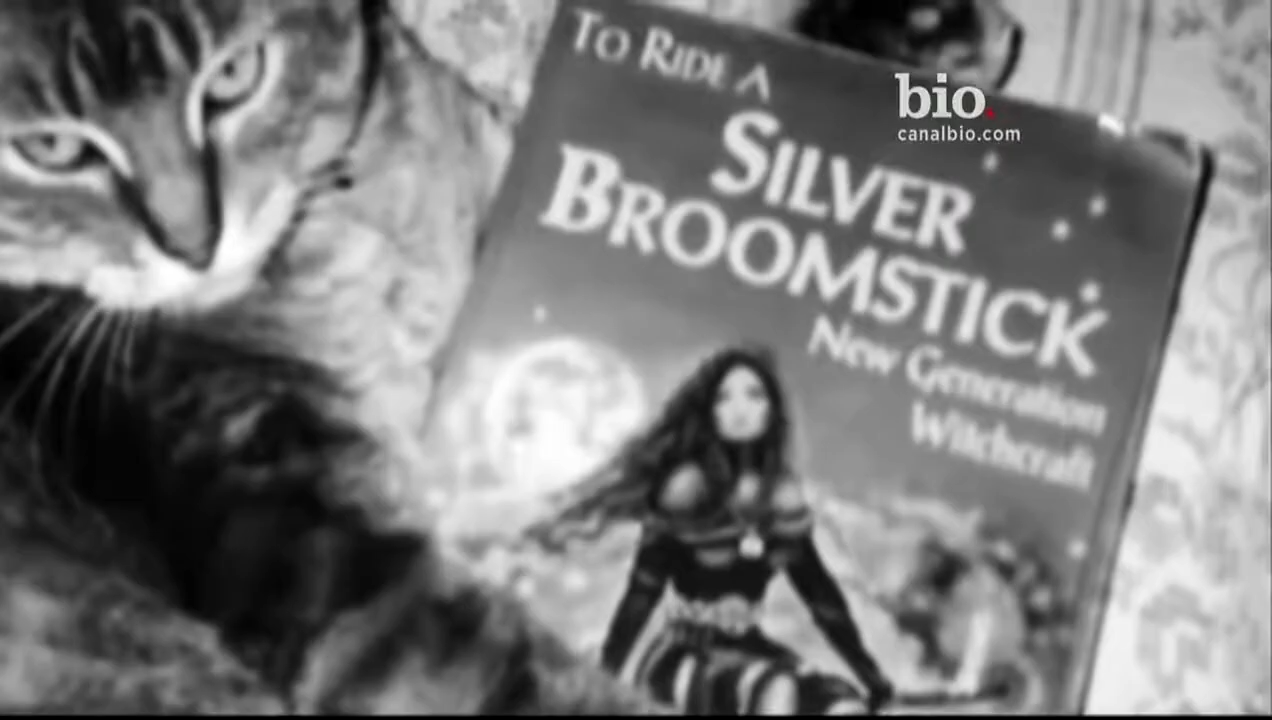 TO RIDE A
SILVER
BROOMSTICK
New Generation
Witchcraft
bio.
canalbio.com